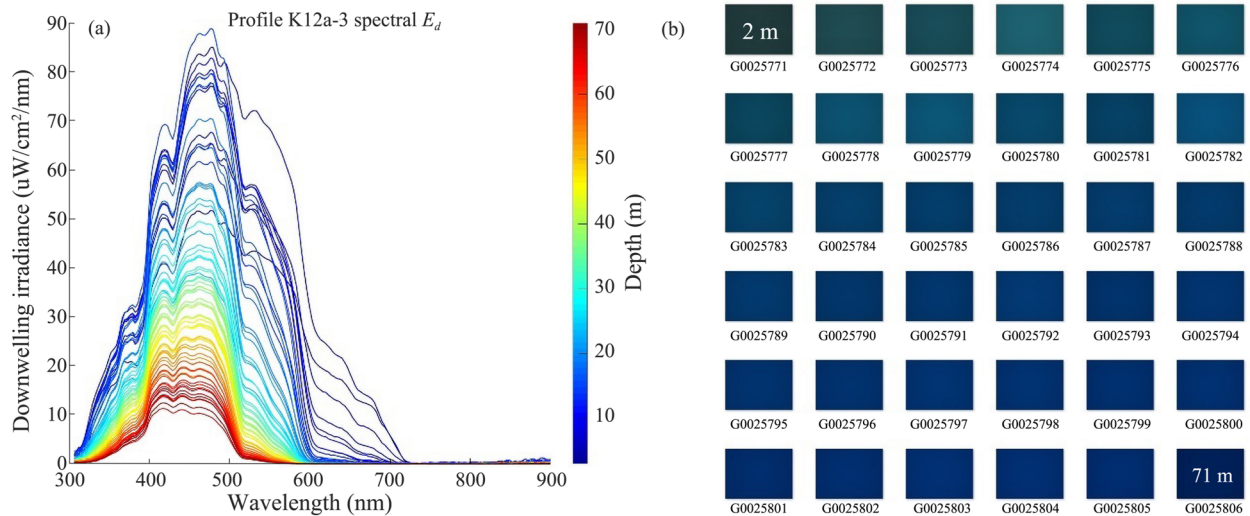 Profile K12a-3 spectral E_d
(a)
Downwelling irradiance (uW/cm²/nm)
90
80
70
60
50
40
30
20
10
0
300
400
500
600
700
800
900
Wavelength (nm)
70
60
50
40
30
20
10
Depth (m)
(b)
2 m
G0025771 G0025772 G0025773 G0025774 G0025775 G0025776
G0025777 G0025778 G0025779 G0025780 G0025781 G0025782
G0025783 G0025784 G0025785 G0025786 G0025787 G0025788
G0025789 G0025790 G0025791 G0025792 G0025793 G0025794
G0025795 G0025796 G0025797 G0025798 G0025799 G0025800
71 m
G0025801 G0025802 G0025803 G0025804 G0025805 G0025806